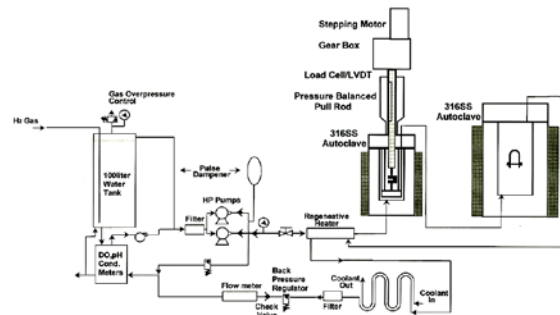 Stepping Motor
Gear Box
Load Cell/LVDT
Pressure Balanced
Pull Rod
316SS
Autoclave
316SS
Autoclave
Gas Overpressure
Control
H2 Gas
100liter
Water
Tank
Pulse
Dampener
HP Pumps
Filter
DO,pH
Cond.
Meters
Regenerative
Heater
Flow meter
Back
Pressure
Regulator
Check
Valve
Filter
Coolant
Out
Coolant
In